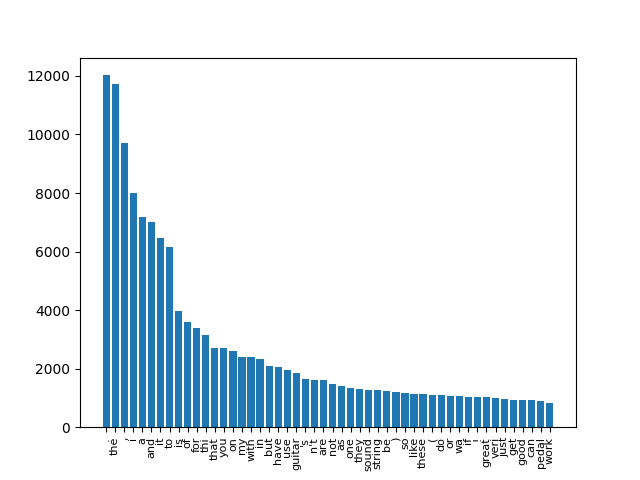 12000
10000
8000
6000
4000
2000
0
.
the
,
i
a
and
it
to
is
of
for
thi
that
you
on
my
with
in
but
have
use
guitar
's
n't
are
not
as
one
they
sound
string
be
)
so
like
these
(
do
or
wa
if
!
great
veri
just
get
good
can
pedal
work